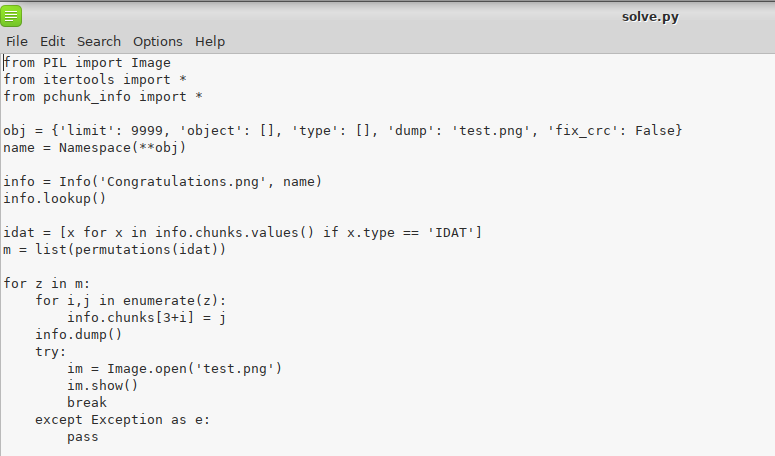 solve.py
File Edit Search Options Help
from PIL import Image
from itertools import *
from pchunk_info import *

obj = {'limit': 9999, 'object': [], 'type': [], 'dump': 'test.png', 'fix_crc': False}
name = Namespace(**obj)

info = Info('Congratulations.png', name)
info.lookup()

idat = [x for x in info.chunks.values() if x.type == 'IDAT']
m = list(permutations(idat))

for z in m:
    for i,j in enumerate(z):
        info.chunks[3+i] = j
    info.dump()
    try:
        im = Image.open('test.png')
        im.show()
        break
    except Exception as e:
        pass